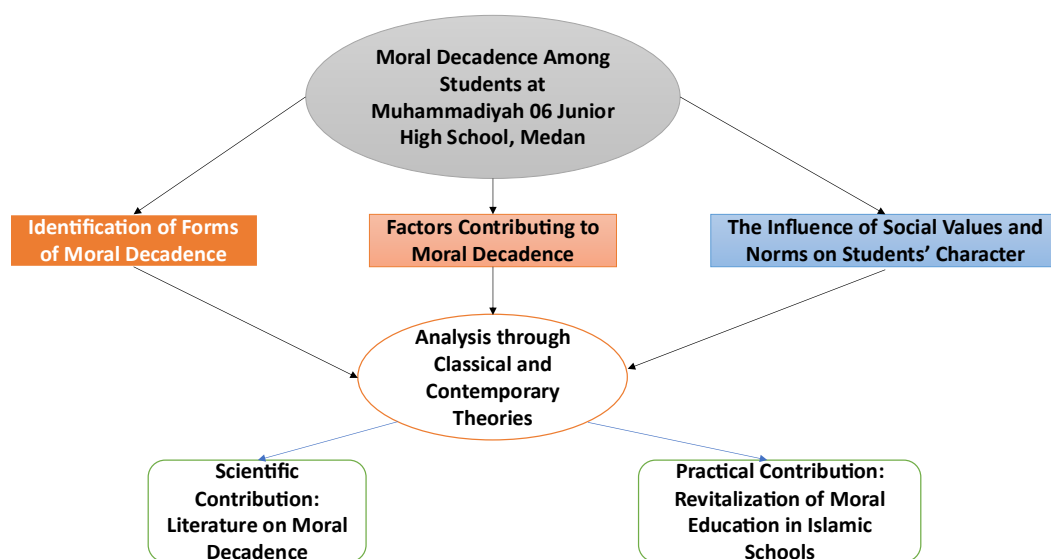 Moral Decadence Among
Students at
Muhammadiyah 06 Junior
High School, Medan
Identification of Forms
of Moral Decadence
Factors Contributing to
Moral Decadence
The Influence of Social Values and
Norms on Students’ Character
Analysis through
Classical and
Contemporary
Theories
Scientific
Contribution:
Literature on Moral
Decadence
Practical Contribution:
Revitalization of Moral
Education in Islamic
Schools